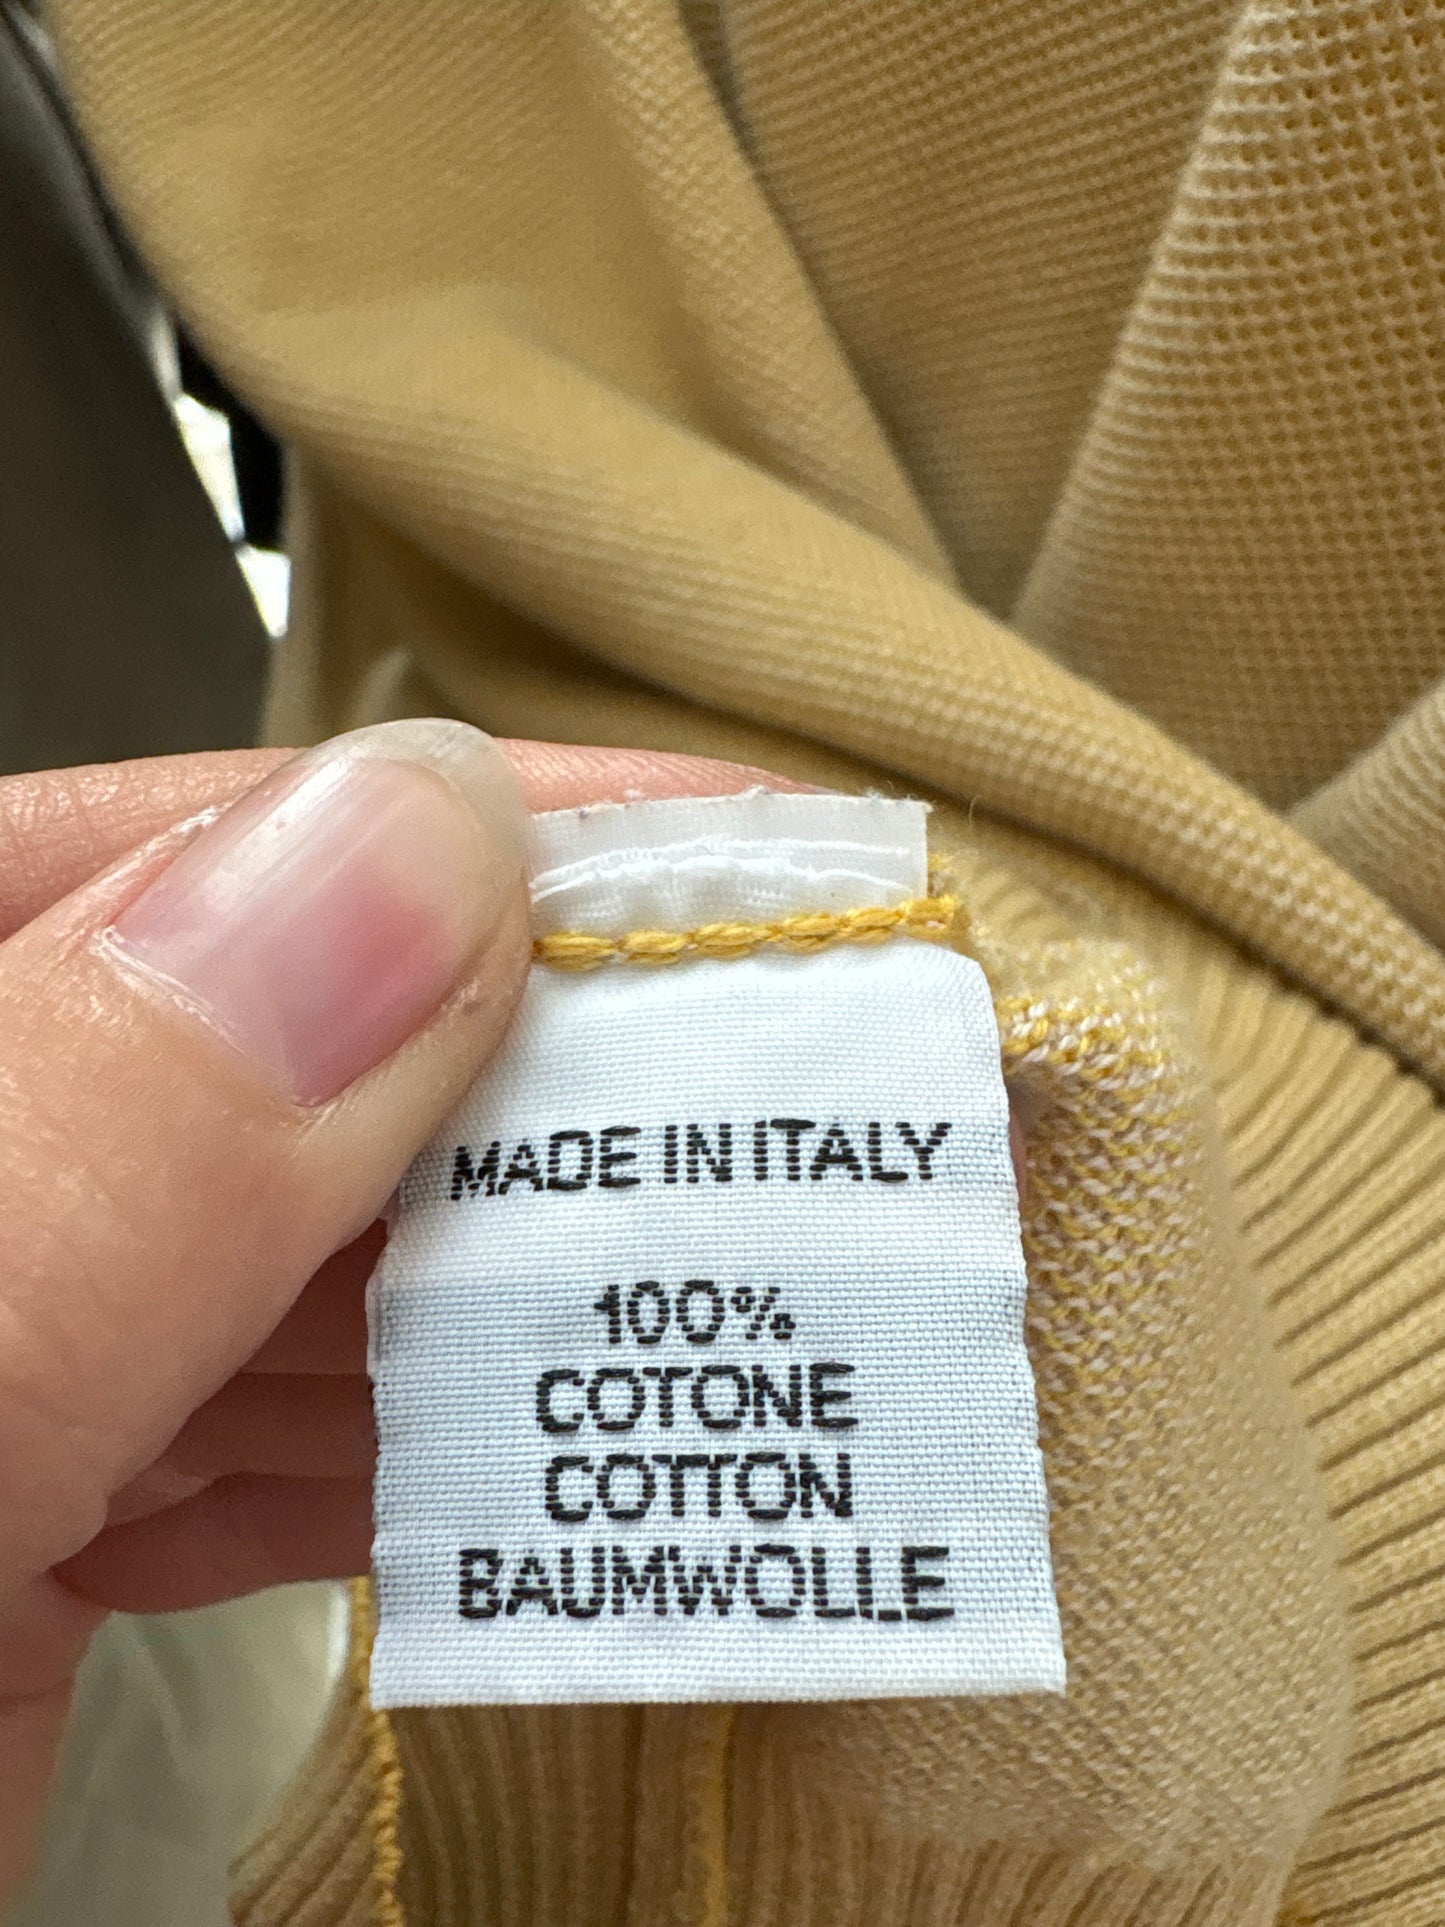 MADE IN ITALY
100%
COTONE
COTTON
BAUMWOLLE